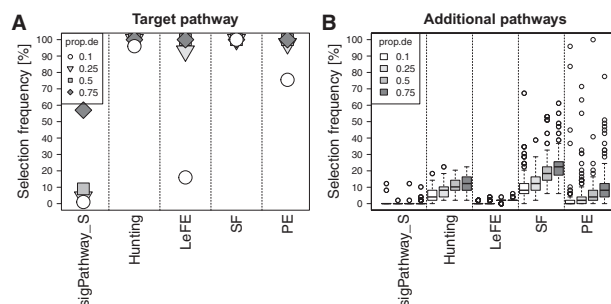 A
Target pathway
Selection frequency [%]
100
90
80
70
60
50
40
30
20
10
0
prop.de
0.1
0.25
0.5
0.75
sigPathway_S
Hunting
LeFE
SF
PE
B
Additional pathways
Selection frequency [%]
100
90
80
70
60
50
40
30
20
10
0
prop.de
0.1
0.25
0.5
0.75
sigPathway_S
Hunting
LeFE
SF
PE